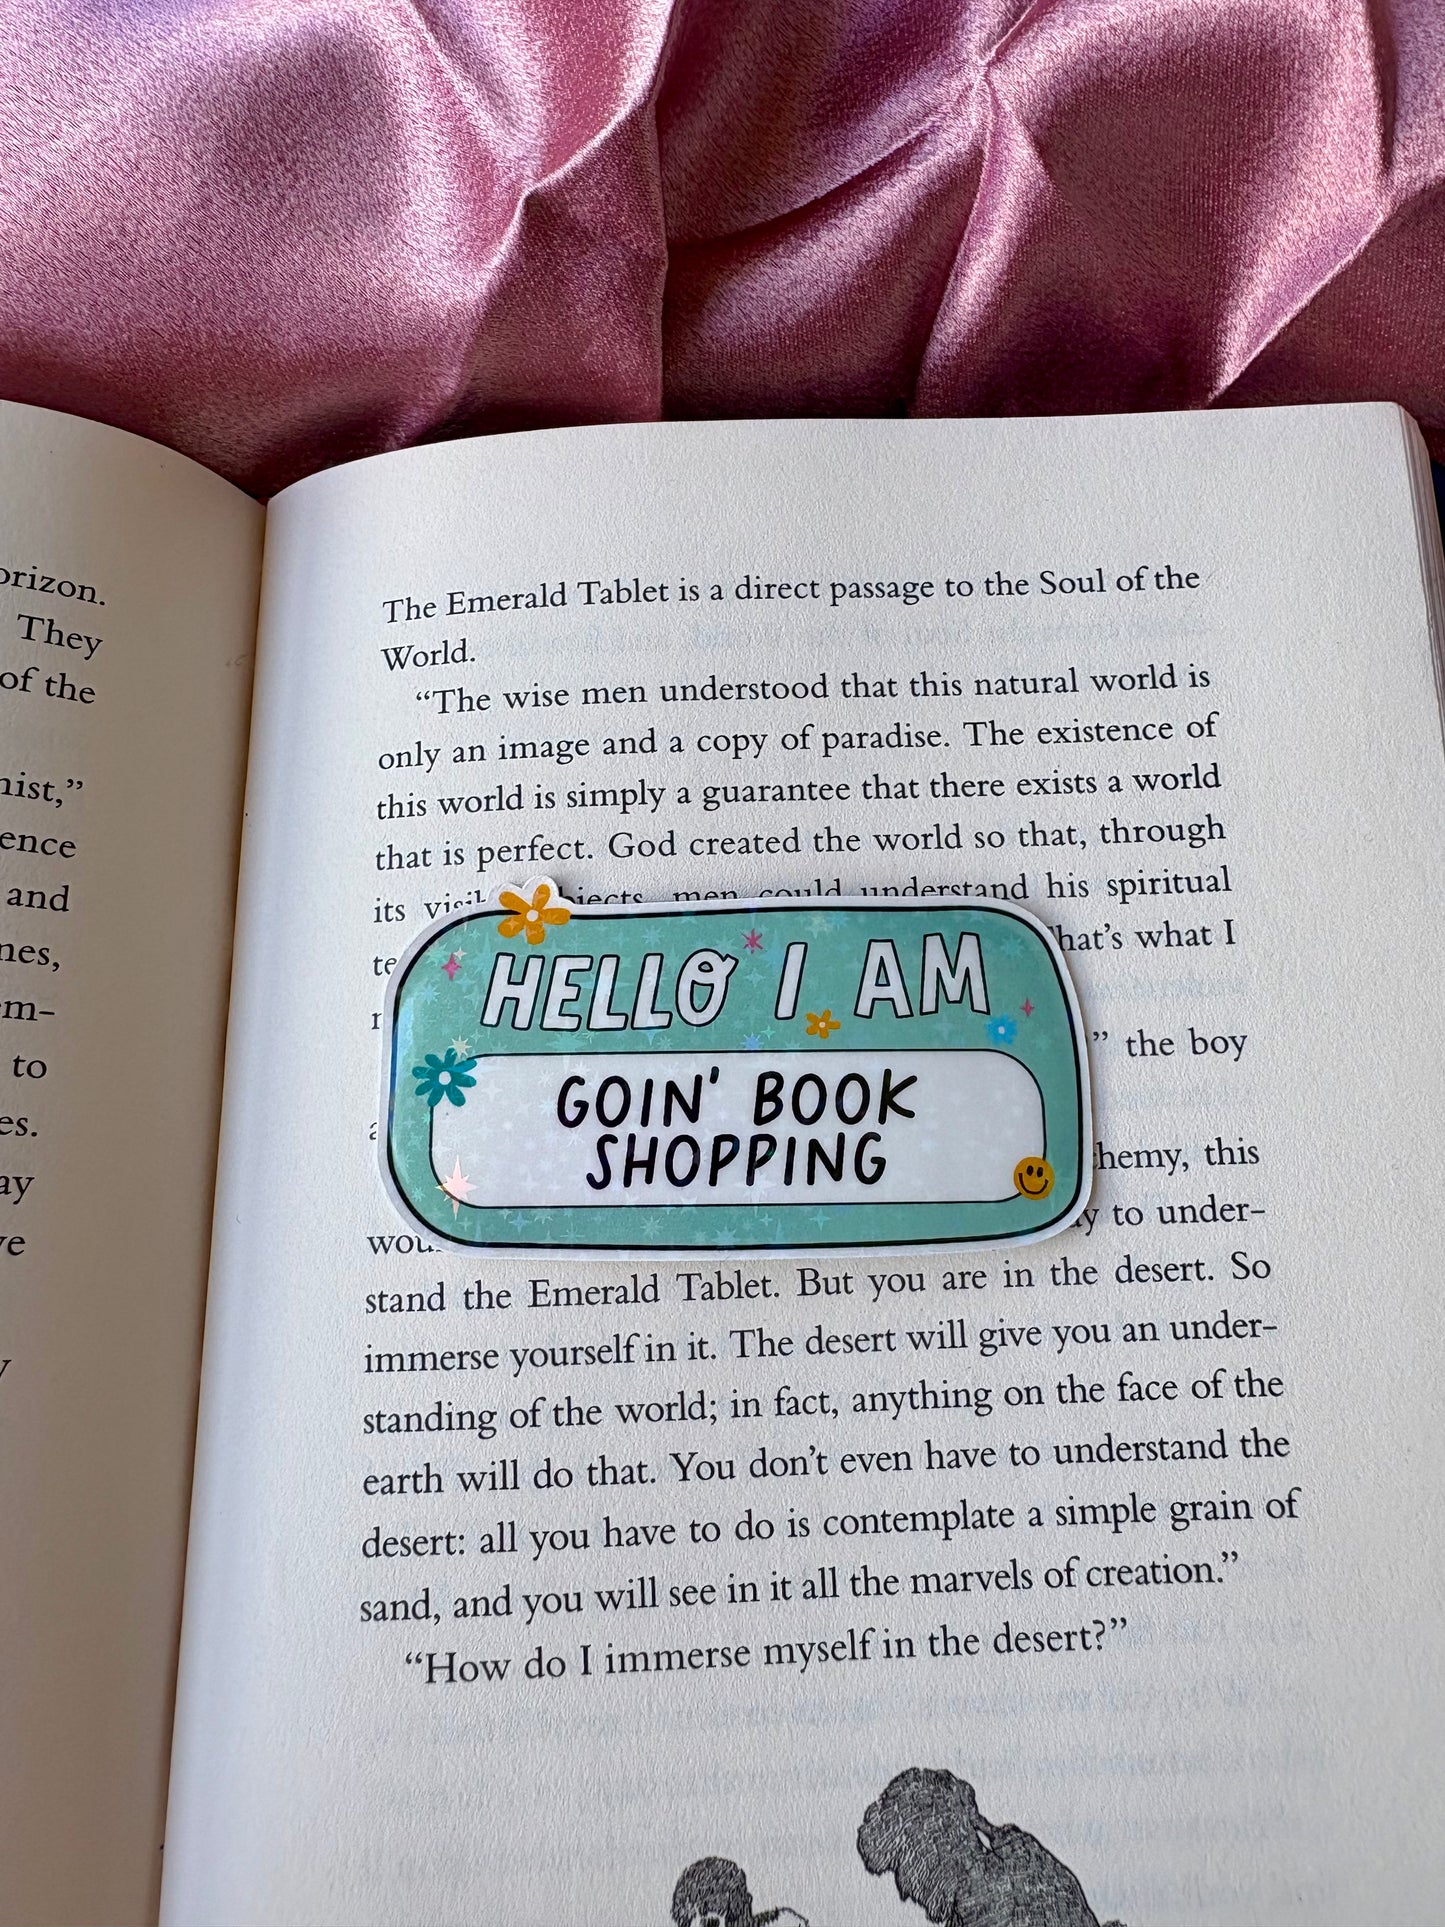 orizon.
They
of the
nist,”
ence
and
nes,
em-
to
es.
ay
ve
y
The Emerald Tablet is a direct passage to the Soul of the
World.
“The wise men understood that this natural world is
only an image and a copy of paradise. The existence of
this world is simply a guarantee that there exists a world
that is perfect. God created the world so that, through
its men could understand his spiritual
te hat’s what I
HELLO I AM
GOIN' BOOK
SHOPPING
” the boy
hemy, this
wou y to under-
stand the Emerald Tablet. But you are in the desert. So
immerse yourself in it. The desert will give you an under-
standing of the world; in fact, anything on the face of the
earth will do that. You don’t even have to understand the
desert: all you have to do is contemplate a simple grain of
sand, and you will see in it all the marvels of creation.”
“How do I immerse myself in the desert?”